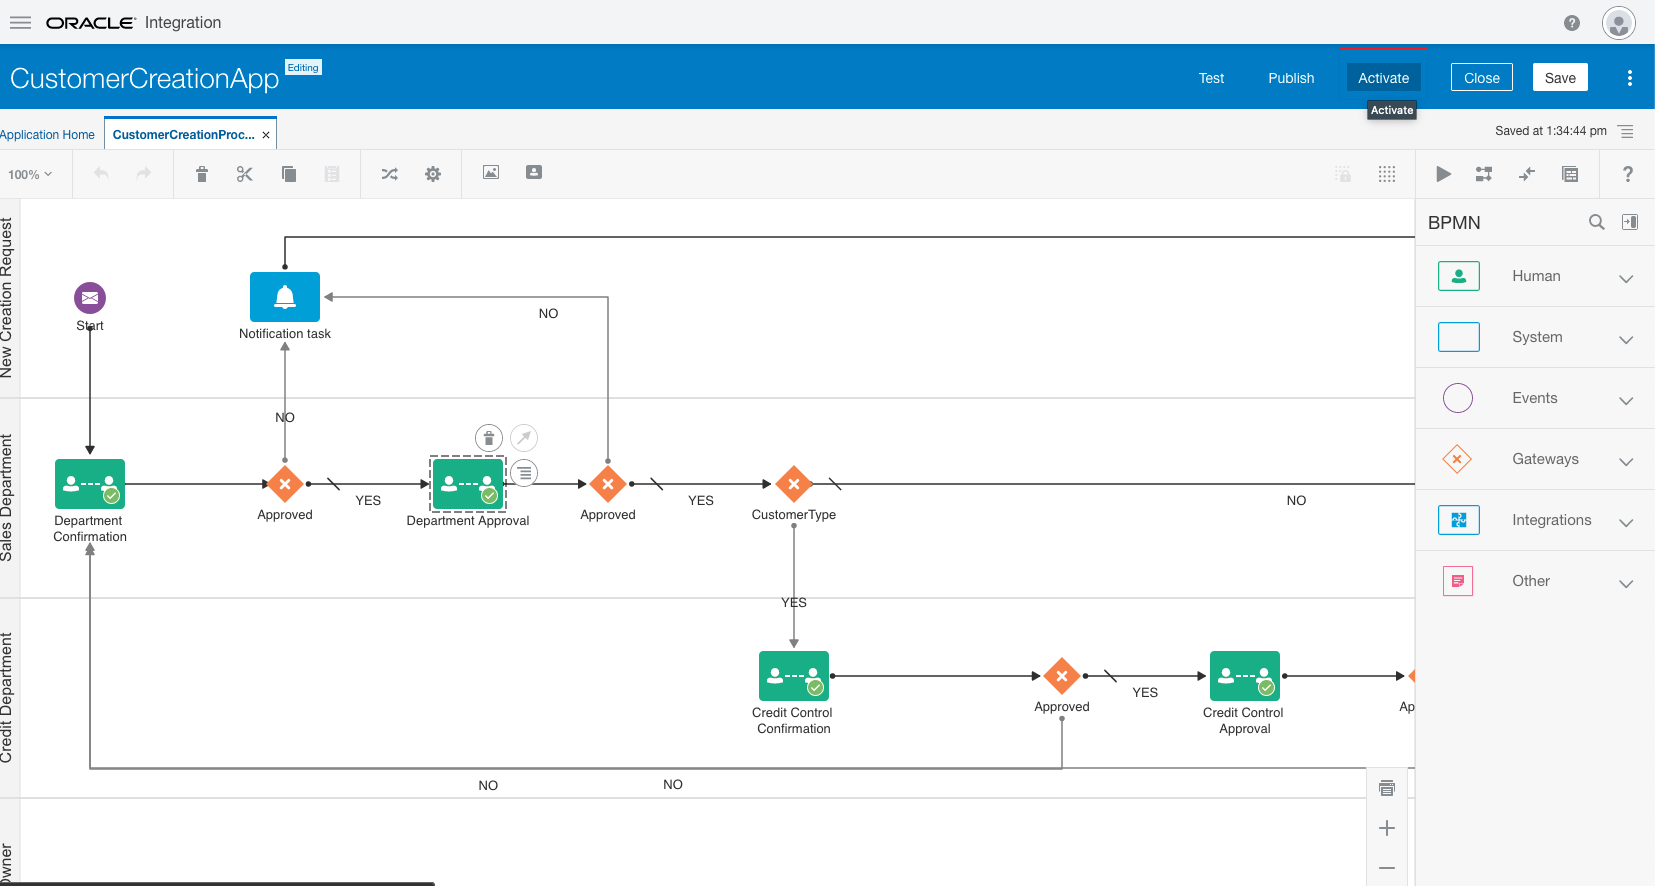 ORACLE Integration
CustomerCreationApp
Editing
Test
Publish
Activate
Close
Save
Activate
Application Home
CustomerCreationProc...
Saved at 1:34:44 pm
100%
BPMN
Human
System
Events
Gateways
Integrations
Other
New Creation Request
Start
Notification task
NO
NO
Sales Department
Department
Confirmation
Approved
YES
Department Approval
Approved
YES
CustomerType
NO
YES
Credit Department
Credit Control
Confirmation
Approved
YES
Credit Control
Approval
Ap
NO
NO
wner